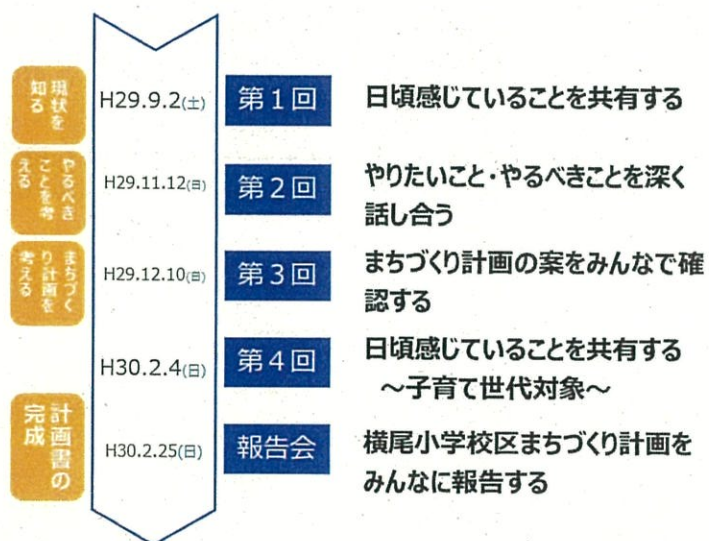 現状を
知る
H29.9.2(土)
第1回
日頃感じていることを共有する
やるべき
ことを考
える
H29.11.12(日)
第2回
やりたいこと・やるべきことを深く
話し合う
まちづく
り計画を
考える
H29.12.10(日)
第3回
まちづくり計画の案をみんなで確
認する
H30.2.4(日)
第4回
日頃感じていることを共有する
～子育て世代対象～
計画書の
完成
H30.2.25(日)
報告会
横尾小学校区まちづくり計画を
みんなに報告する